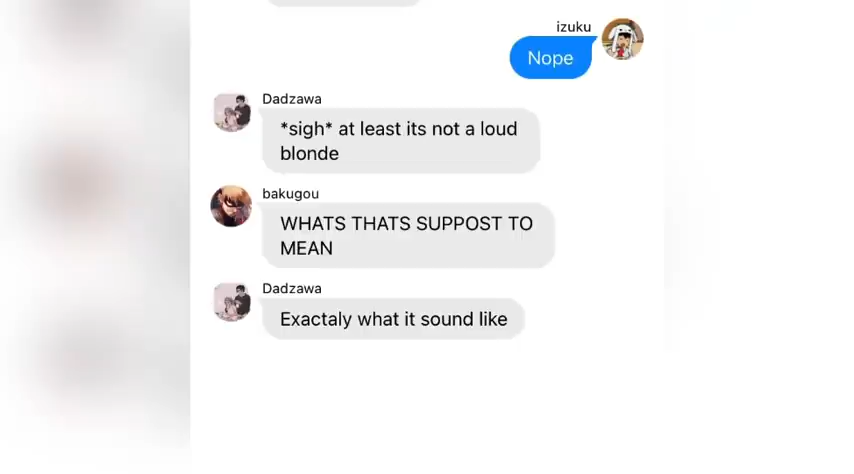 izuku
Nope
Dadzawa
*sigh* at least its not a loud
blonde
bakugou
WHATS THATS SUPPOST TO
MEAN
Dadzawa
Exactaly what it sound like